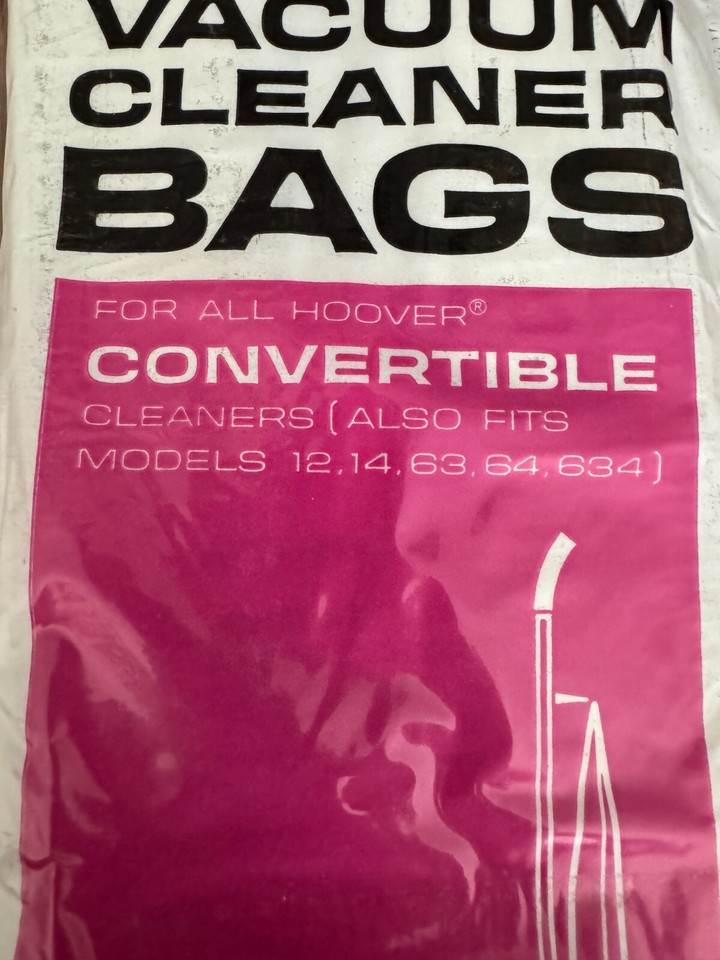 VACUUM
CLEANER
BAGS
FOR ALL HOOVER®
CONVERTIBLE
CLEANERS (ALSO FITS
MODELS 12,14,63,64,634)